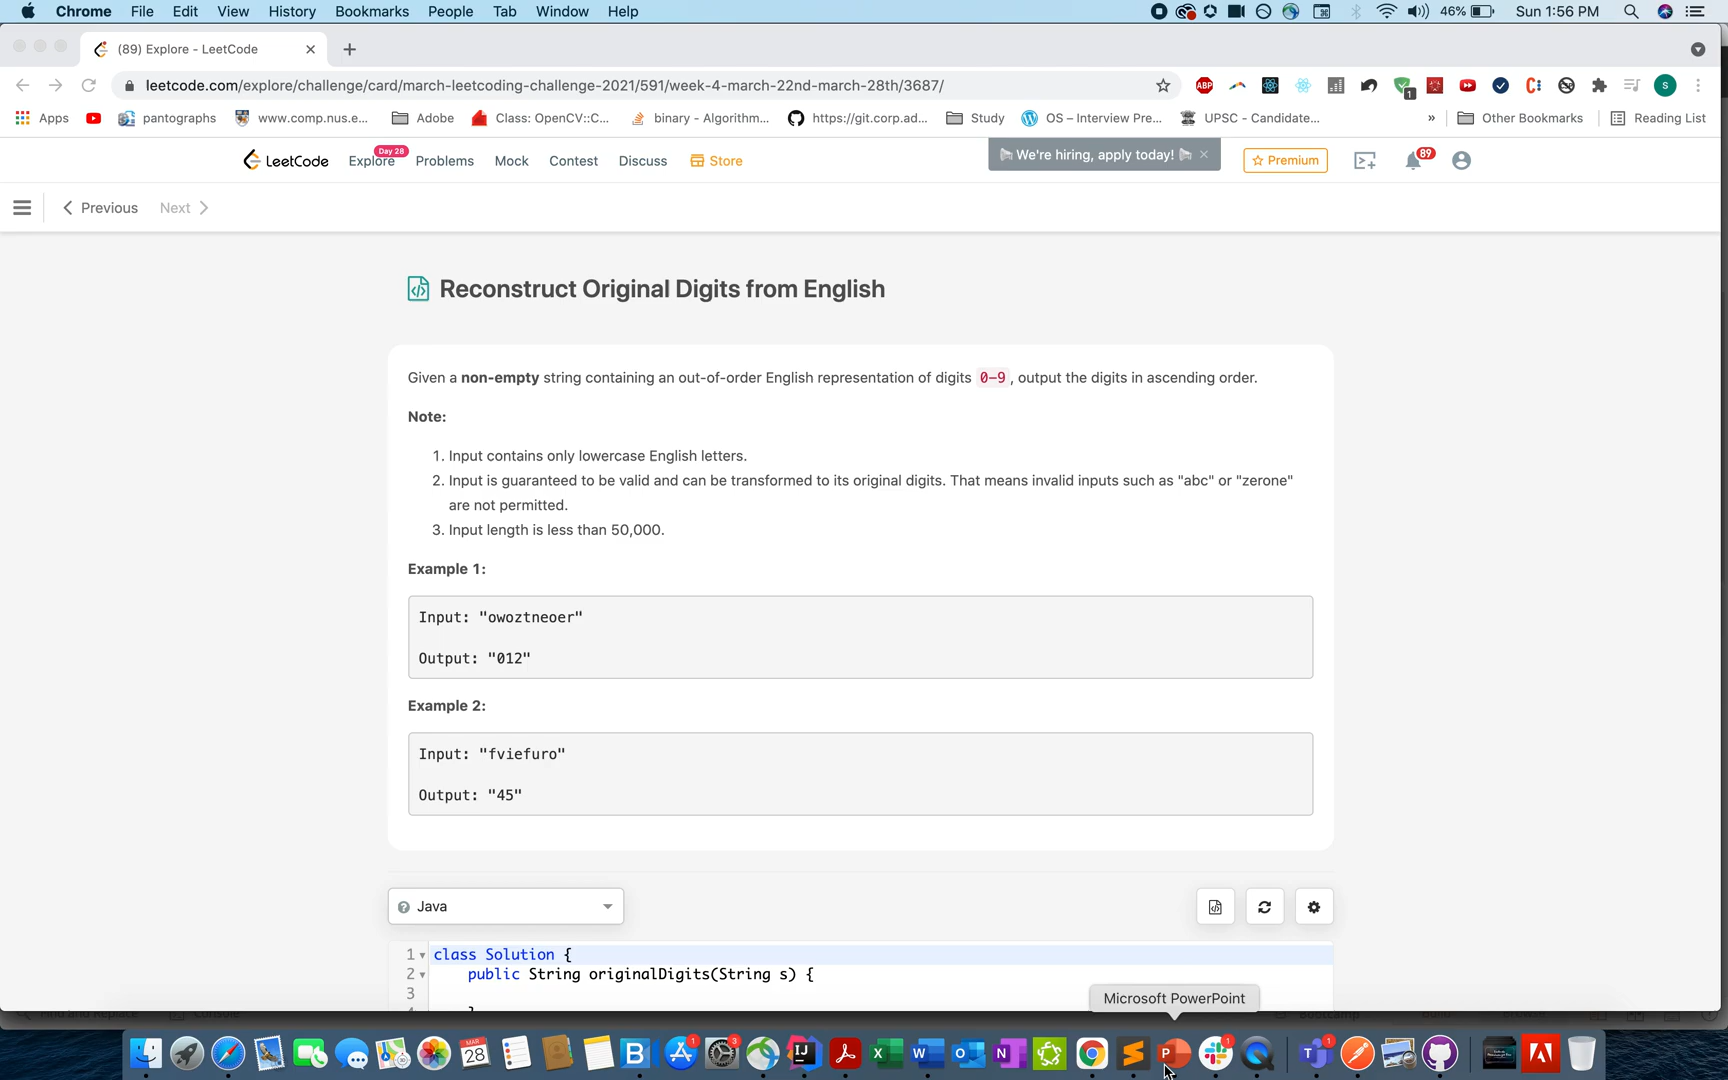 Chrome File Edit View History Bookmarks People Tab Window Help 46% Sun 1:56 PM
(89) Explore - LeetCode
leetcode.com/explore/challenge/card/march-leetcoding-challenge-2021/591/week-4-march-22nd-march-28th/3687/
Apps pantographs www.comp.nus.e... Adobe Class: OpenCV::C... binary - Algorithm... https://git.corp.ad... Study OS – Interview Pre... UPSC - Candidate... » Other Bookmarks Reading List
LeetCode Explore Day 28 Problems Mock Contest Discuss Store We're hiring, apply today! Premium 89
Previous Next
Reconstruct Original Digits from English
Given a non-empty string containing an out-of-order English representation of digits 0-9, output the digits in ascending order.
Note:
1. Input contains only lowercase English letters.
2. Input is guaranteed to be valid and can be transformed to its original digits. That means invalid inputs such as "abc" or "zerone"
are not permitted.
3. Input length is less than 50,000.
Example 1:
Input: "owoztneoer"
Output: "012"
Example 2:
Input: "fviefuro"
Output: "45"
Java
1 class Solution {
2 public String originalDigits(String s) {
3
Microsoft PowerPoint